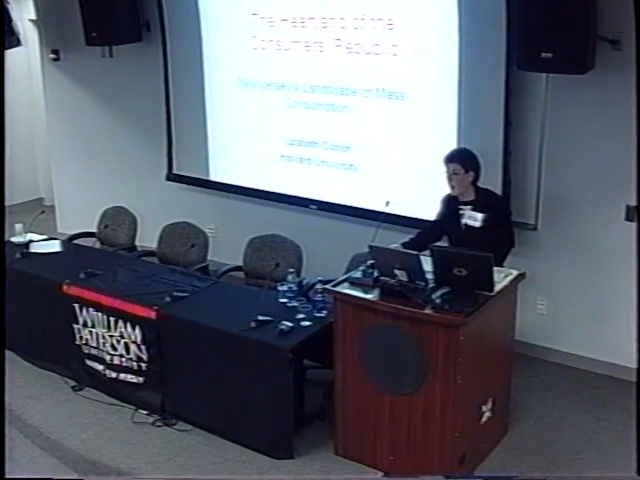 The Heartland of the
Consumers' Republic
New Jersey's Landscape of Mass
Consumption
Lizabeth Cohen
Harvard University
WILLIAM
PATERSON
UNIVERSITY